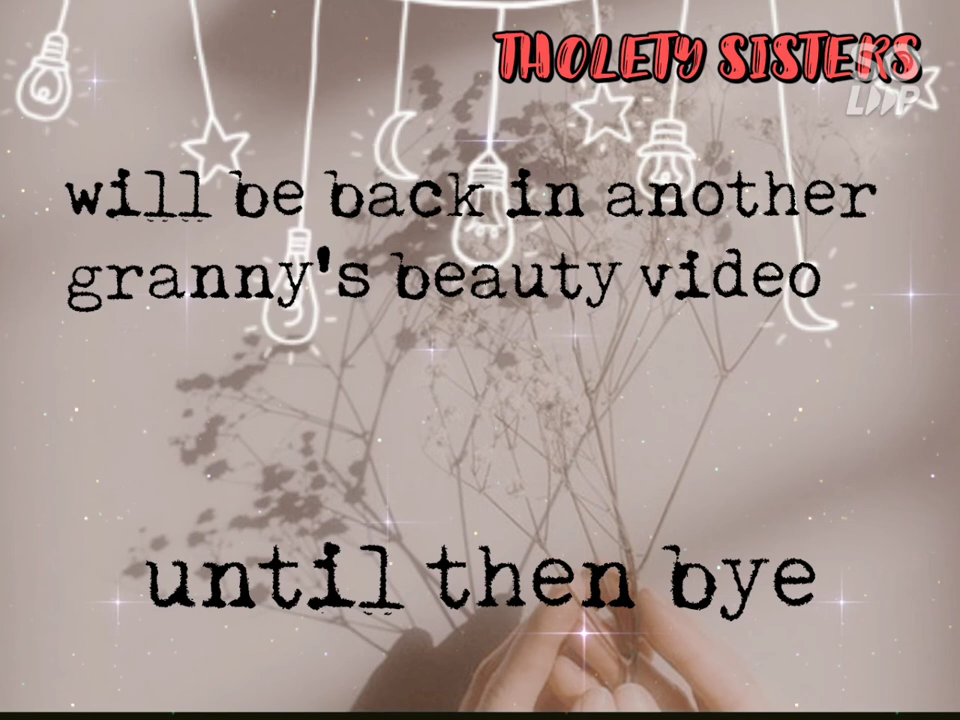 THOLETY SISTERS
will be back in another
granny's beauty video
until then bye